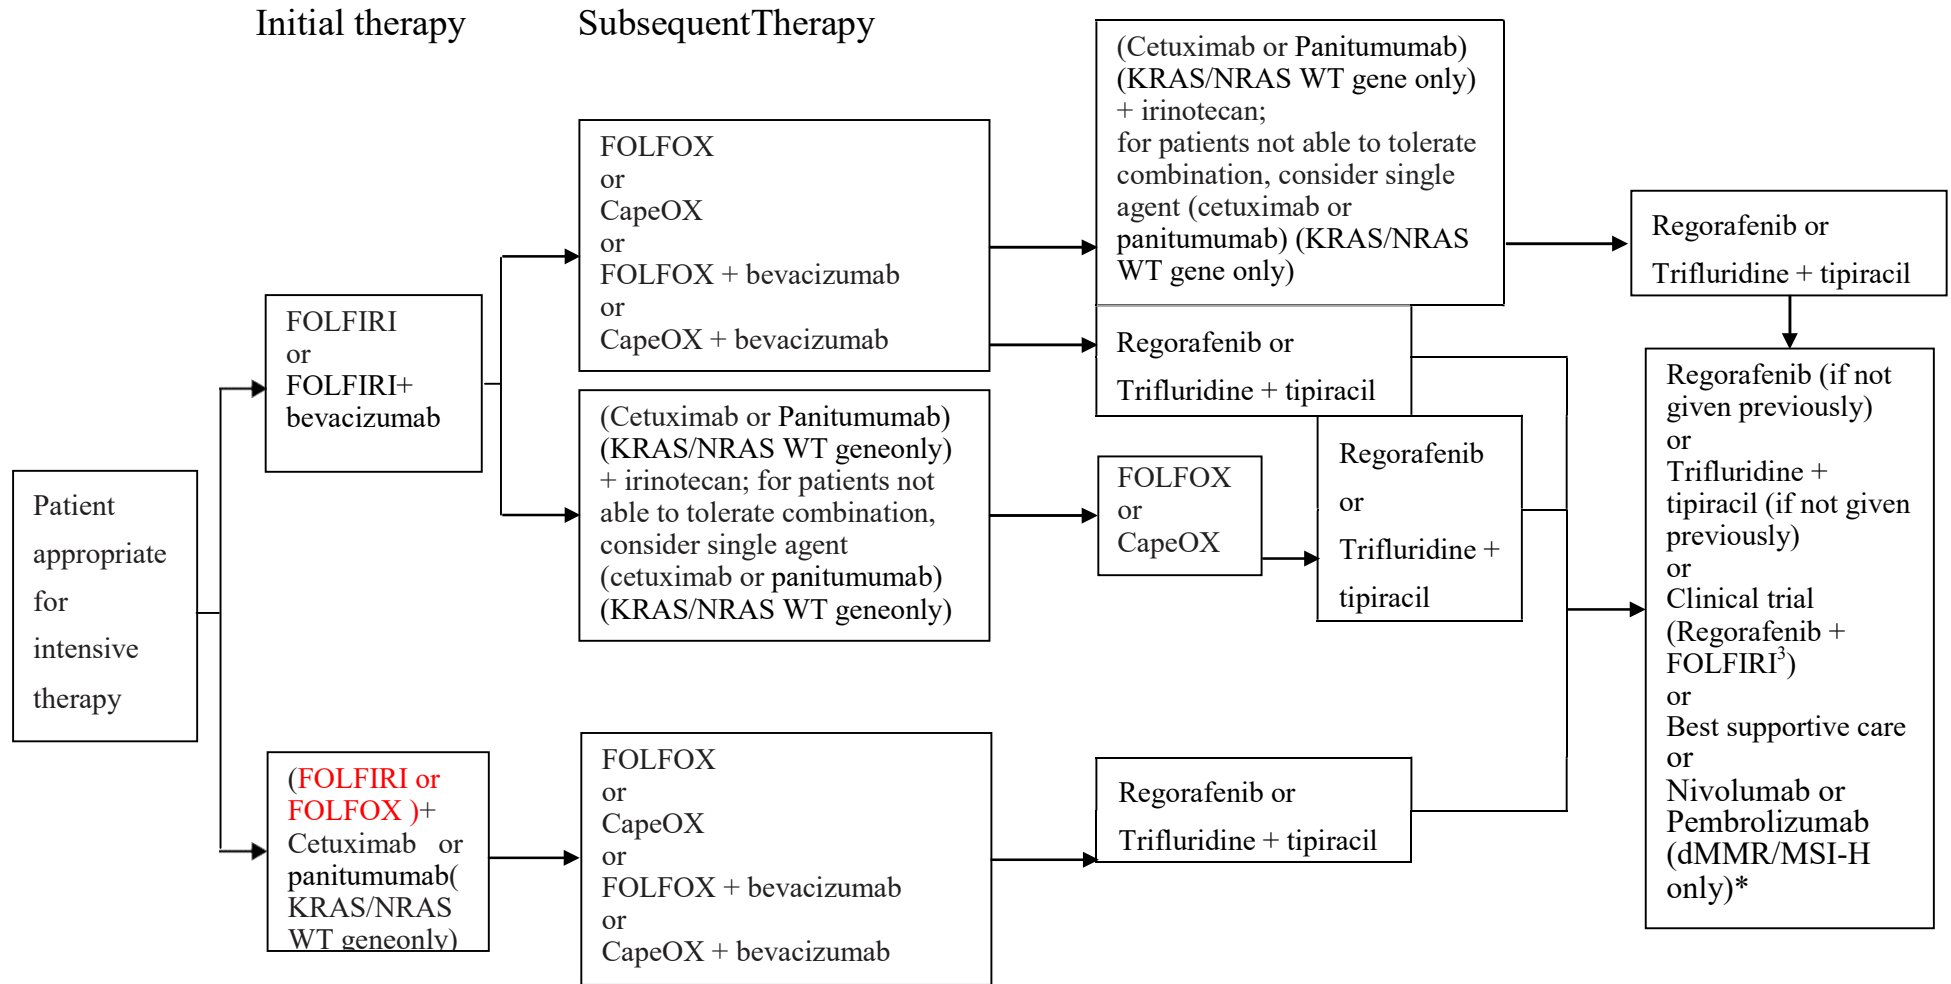 Initial therapy
SubsequentTherapy
Patient
appropriate
for
intensive
therapy
FOLFIRI
or
FOLFIRI+
bevacizumab
(FOLFIRI or
FOLFOX )+
Cetuximab or
panitumumab(
KRAS/NRAS
WT geneonly)
FOLFOX
or
CapeOX
or
FOLFOX + bevacizumab
or
CapeOX + bevacizumab
(Cetuximab or Panitumumab)
(KRAS/NRAS WT geneonly)
+ irinotecan; for patients not
able to tolerate combination,
consider single agent
(cetuximab or panitumumab)
(KRAS/NRAS WT geneonly)
FOLFOX
or
CapeOX
or
FOLFOX + bevacizumab
or
CapeOX + bevacizumab
(Cetuximab or Panitumumab)
(KRAS/NRAS WT gene only)
+ irinotecan;
for patients not able to tolerate
combination, consider single
agent (cetuximab or
panitumumab) (KRAS/NRAS
WT gene only)
Regorafenib or
Trifluridine + tipiracil
FOLFOX
or
CapeOX
Regorafenib
or
Trifluridine +
tipiracil
Regorafenib or
Trifluridine + tipiracil
Regorafenib or
Trifluridine + tipiracil
Regorafenib (if not
given previously)
or
Trifluridine +
tipiracil (if not given
previously)
or
Clinical trial
(Regorafenib +
FOLFIRI³)
or
Best supportive care
or
Nivolumab or
Pembrolizumab
(dMMR/MSI-H
only)*